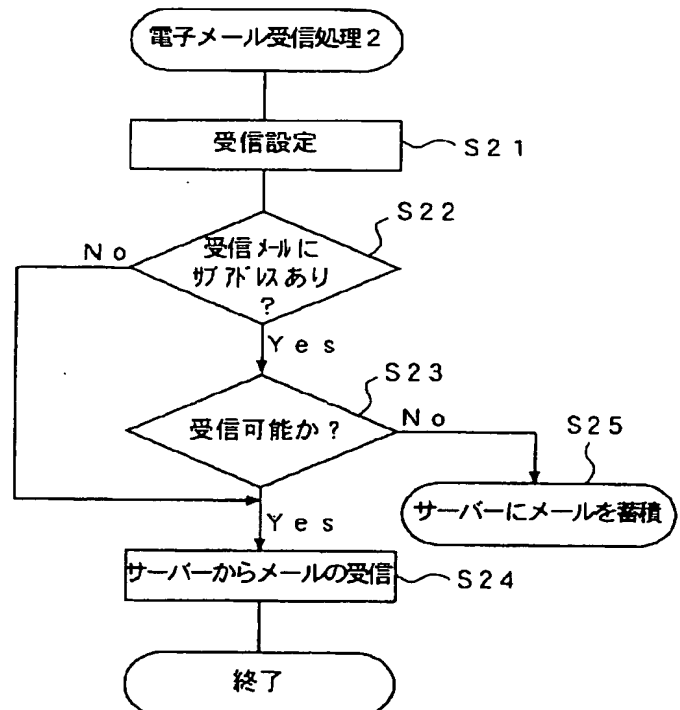 電子メール受信処理2
受信設定
S21
S22
No
受信メールに
サブアドレスあり
?
Yes
S23
受信可能か?
No
S25
サーバーにメールを蓄積
Yes
サーバーからメールの受信
S24
終了